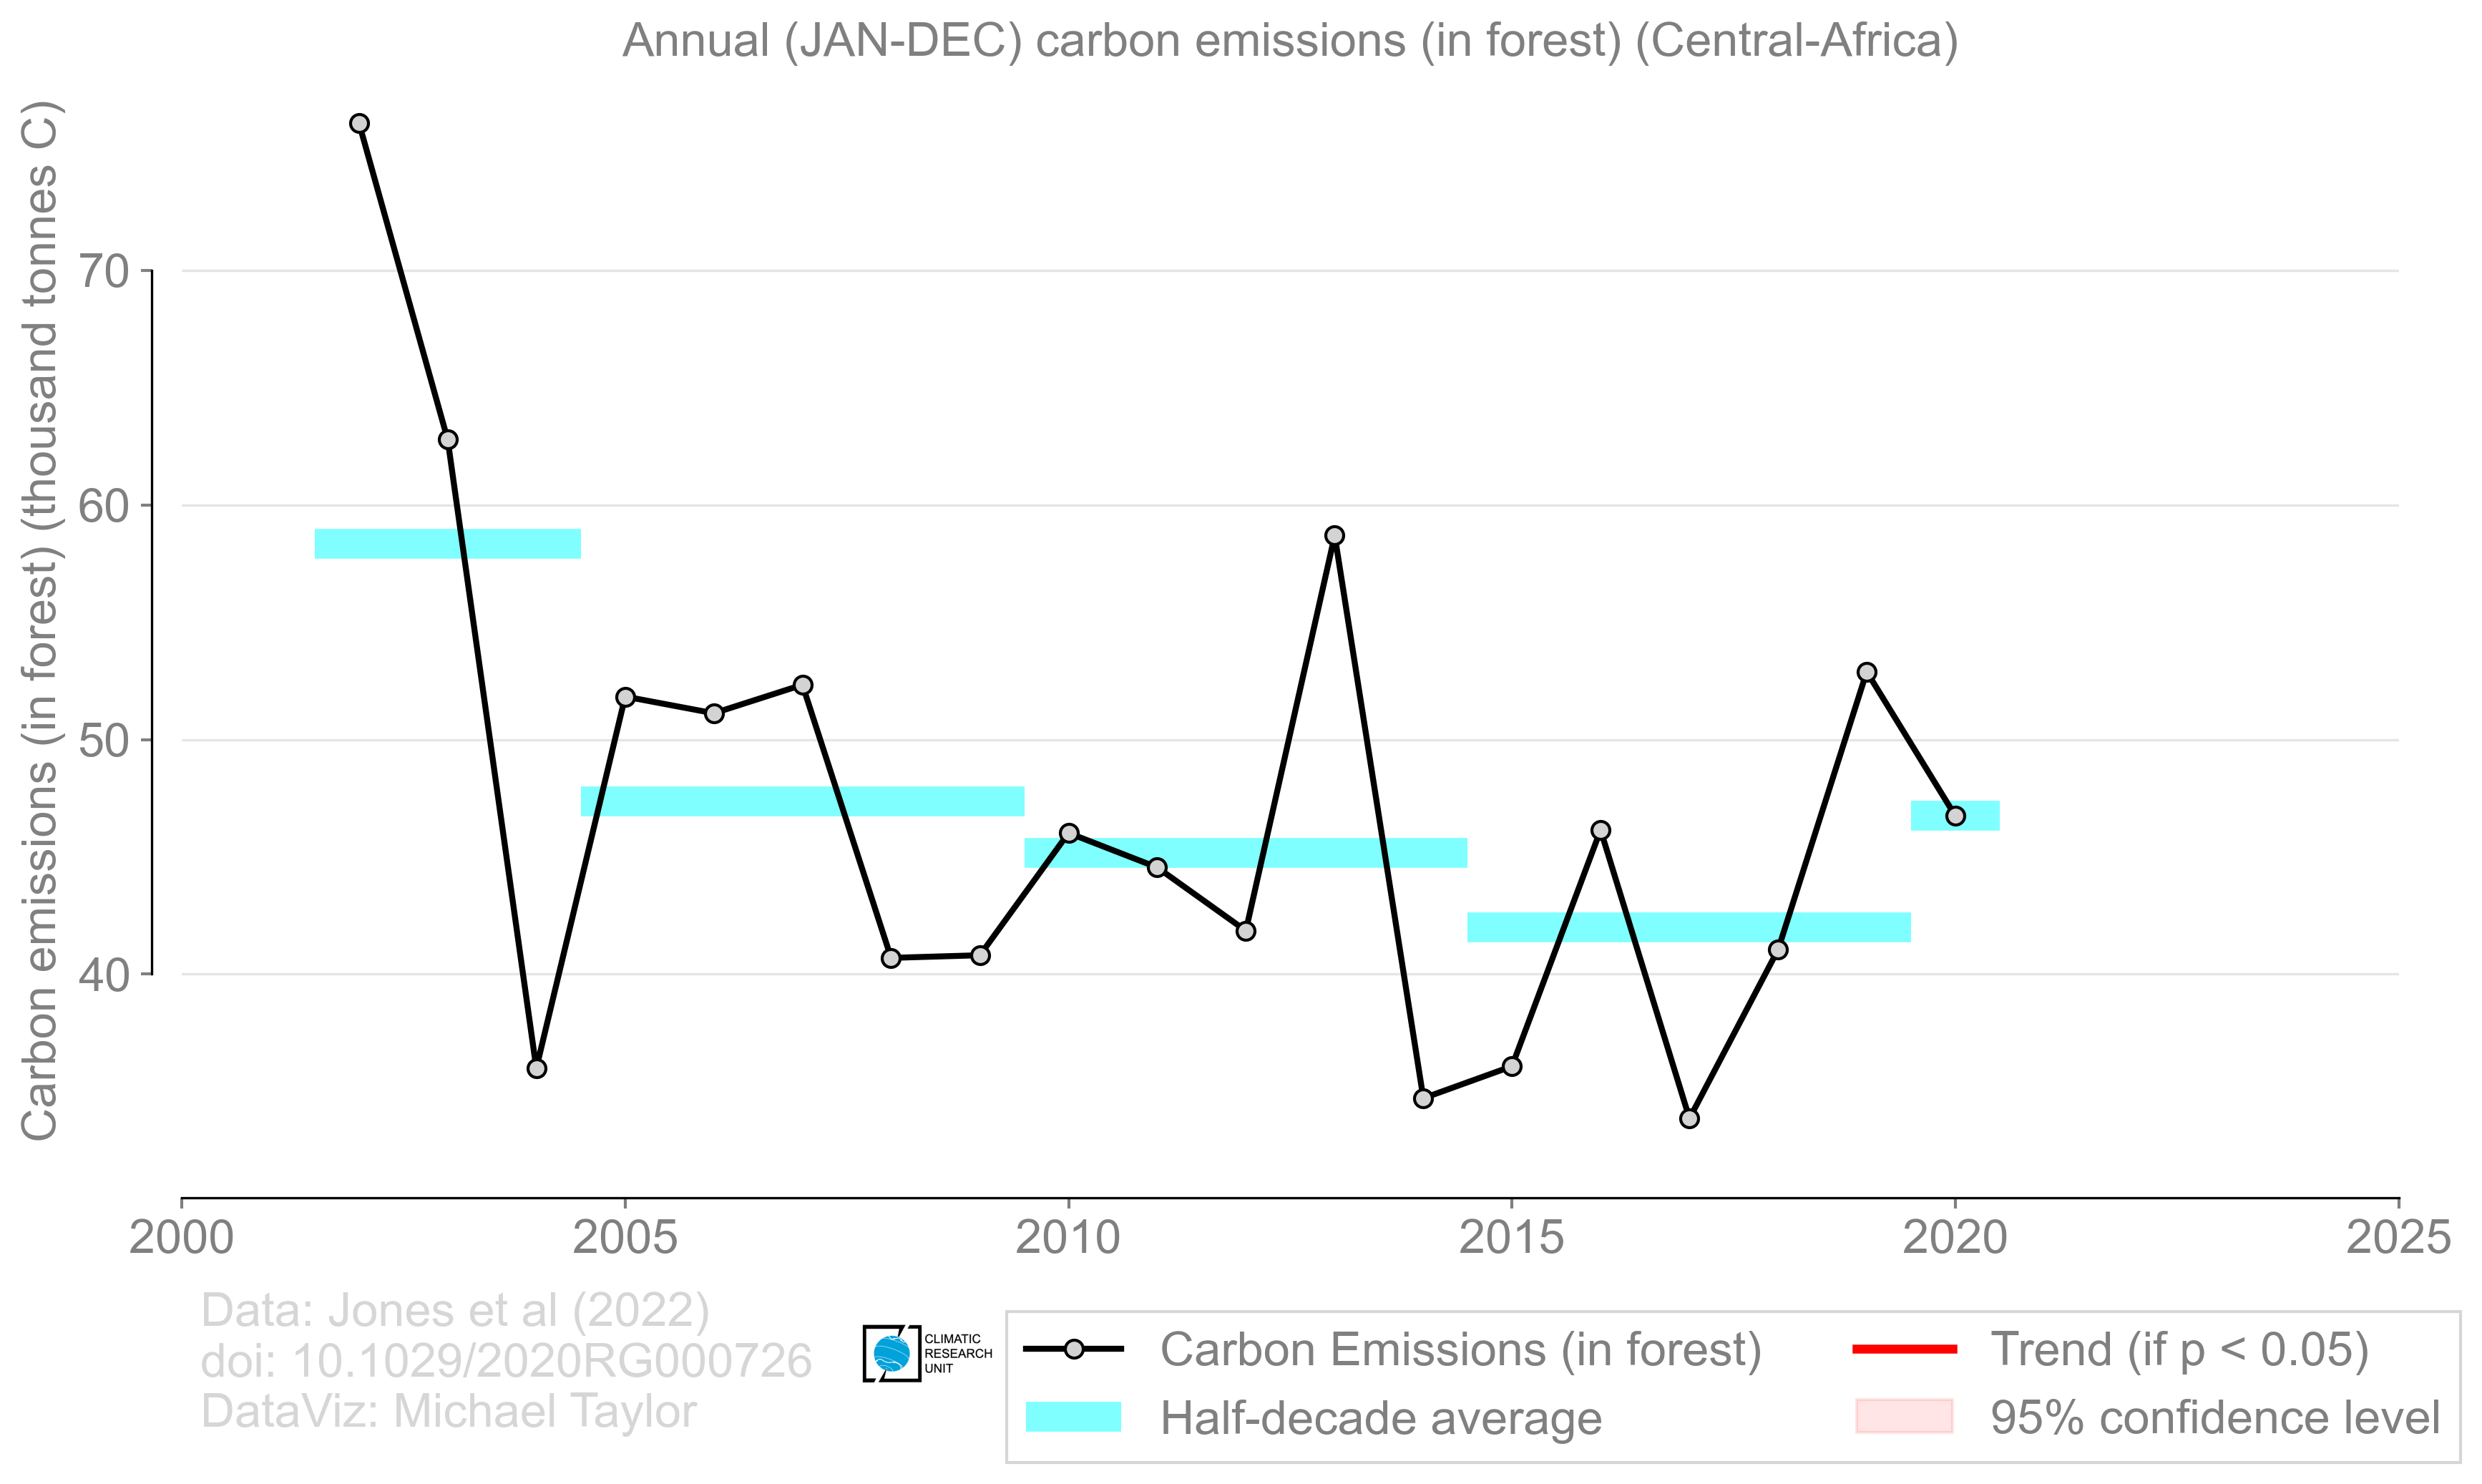 Annual (JAN-DEC) carbon emissions (in forest) (Central-Africa)
Carbon emissions (in forest) (thousand tonnes C)
70
60
50
40
2000
2005
2010
2015
2020
2025
Data: Jones et al (2022)
doi: 10.1029/2020RG000726
DataViz: Michael Taylor
CLIMATIC
RESEARCH
UNIT
Carbon Emissions (in forest)
Half-decade average
Trend (if p < 0.05)
95% confidence level